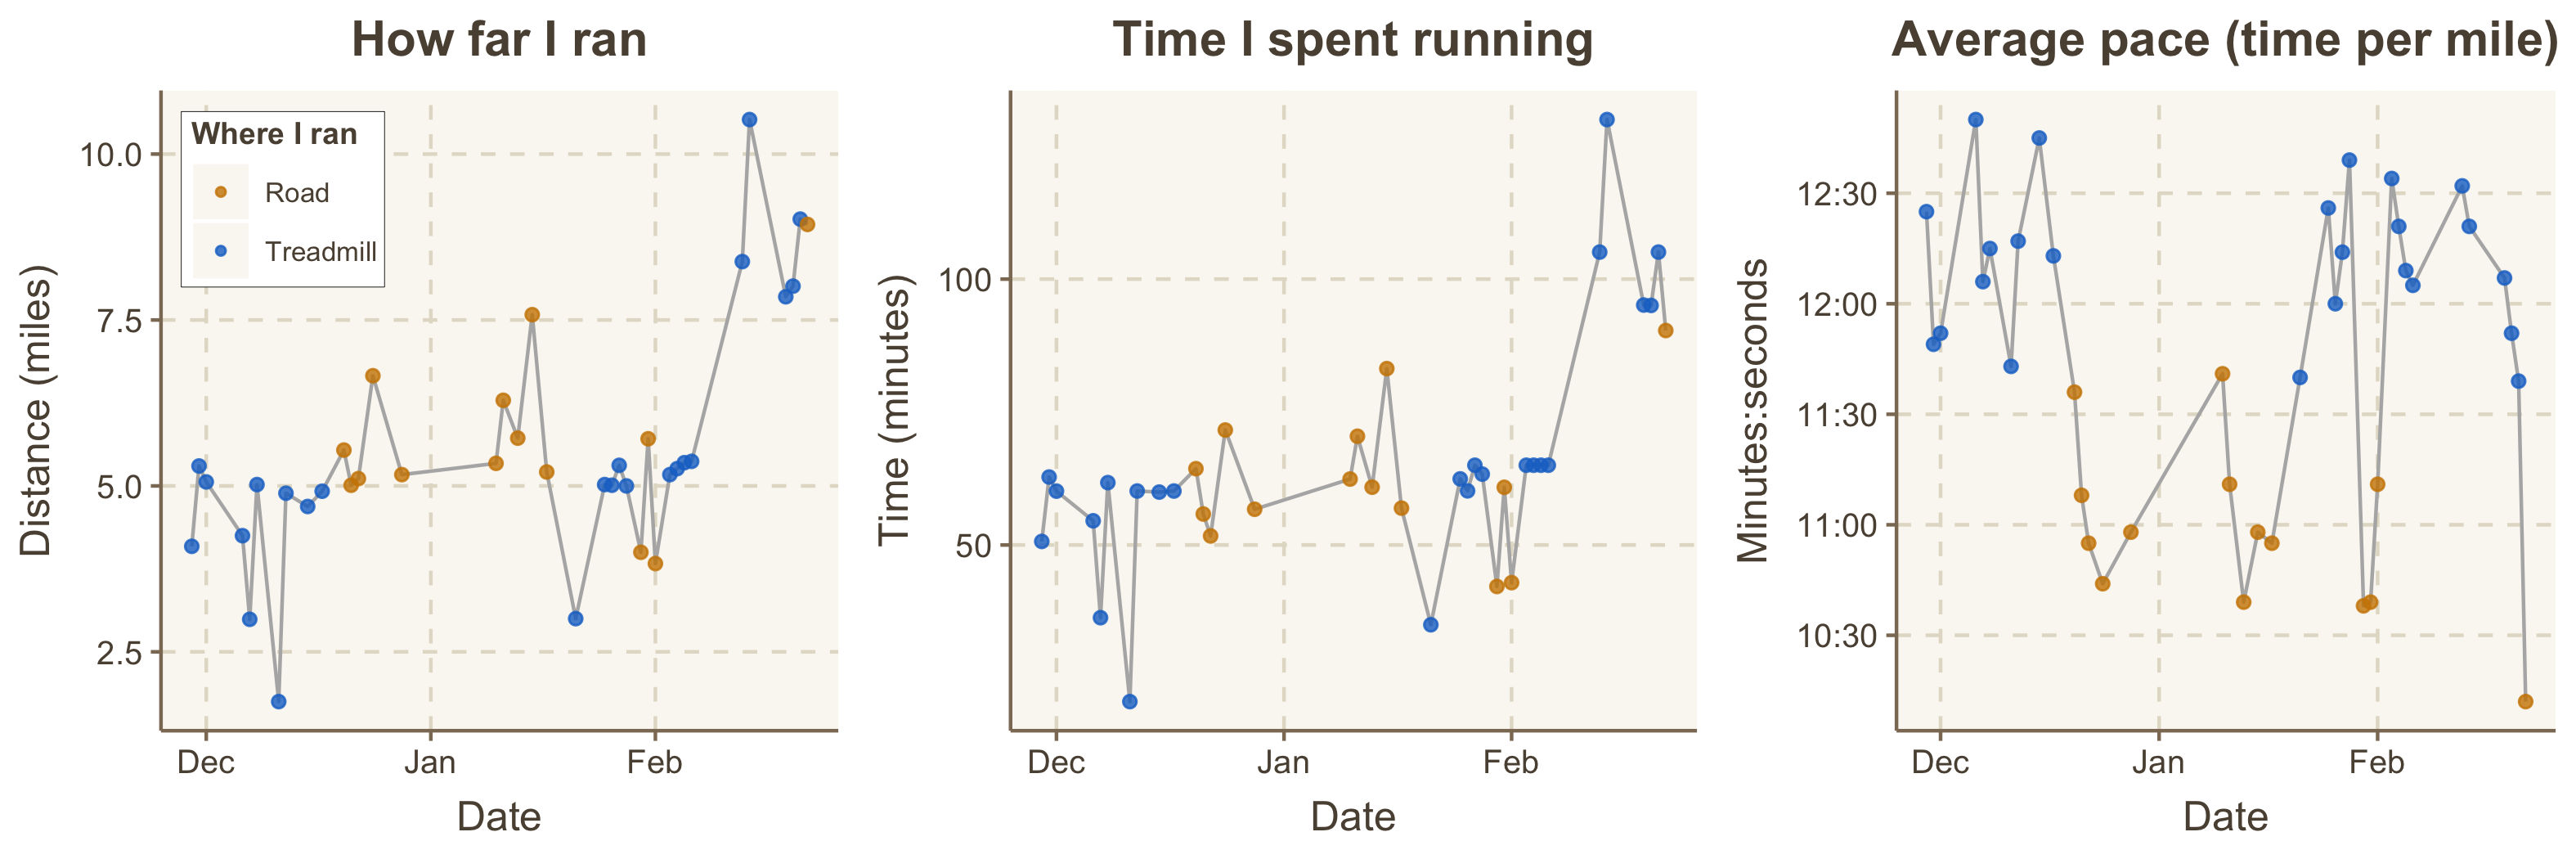 How far I ran
Where I ran
Road
Treadmill
10.0
7.5
5.0
2.5
Distance (miles)
Dec Jan Feb
Date
Time I spent running
100
50
Time (minutes)
Dec Jan Feb
Date
Average pace (time per mile)
12:30
12:00
11:30
11:00
10:30
Minutes:seconds
Dec Jan Feb
Date